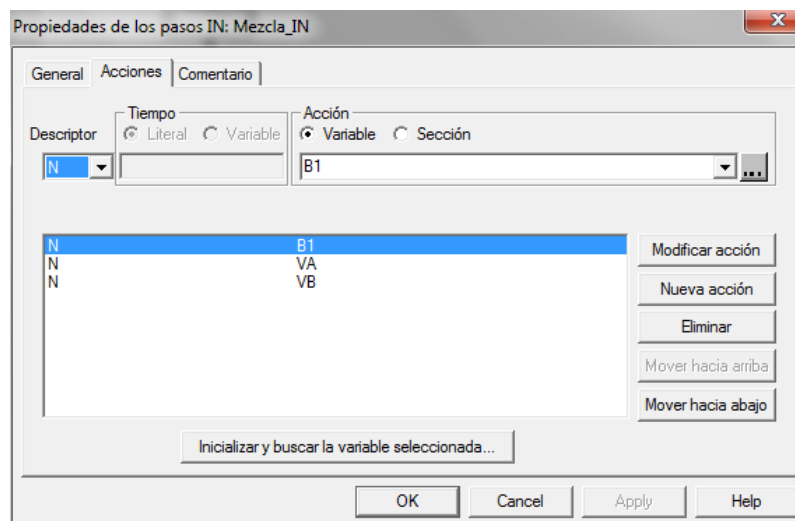 Propiedades de los pasos IN: Mezcla_IN
General Acciones Comentario
Tiempo Acción
Descriptor Literal Variable Variable Sección
N B1 ...
N B1
N VA
N VB
Modificar acción
Nueva acción
Eliminar
Mover hacia arriba
Mover hacia abajo
Inicializar y buscar la variable seleccionada...
OK Cancel Apply Help